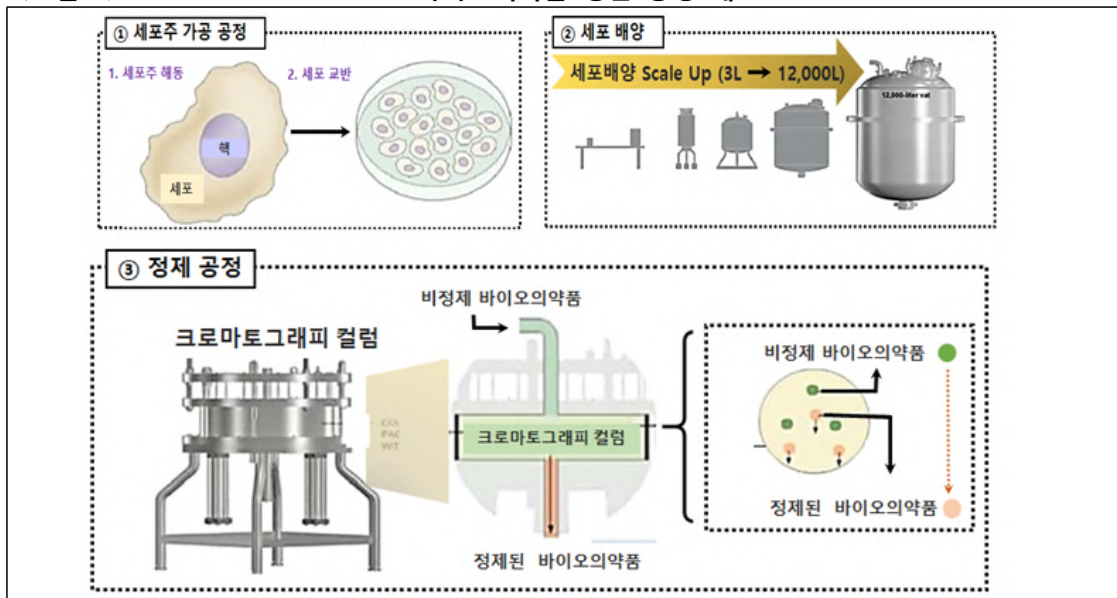 ① 세포주 가공 공정
1. 세포주 해동
2. 세포 교반
핵
세포
② 세포 배양
세포배양 Scale Up (3L → 12,000L)
12,000-liter vat
③ 정제 공정
크로마토그래피 컬럼
비정제 바이오의약품
크로마토그래피 컬럼
정제된 바이오의약품
비정제 바이오의약품
정제된 바이오의약품